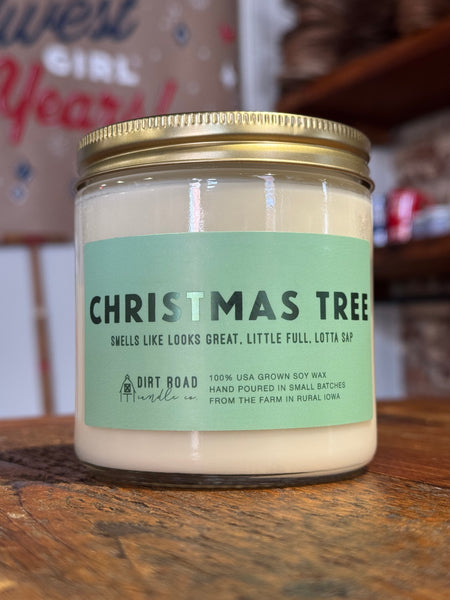 GIRL
Years!
CHRISTMAS TREE
SMELLS LIKE LOOKS GREAT, LITTLE FULL, LOTTA SAP
DIRT ROAD
candle co.
100% USA GROWN SOY WAX
HAND POURED IN SMALL BATCHES
FROM THE FARM IN RURAL IOWA